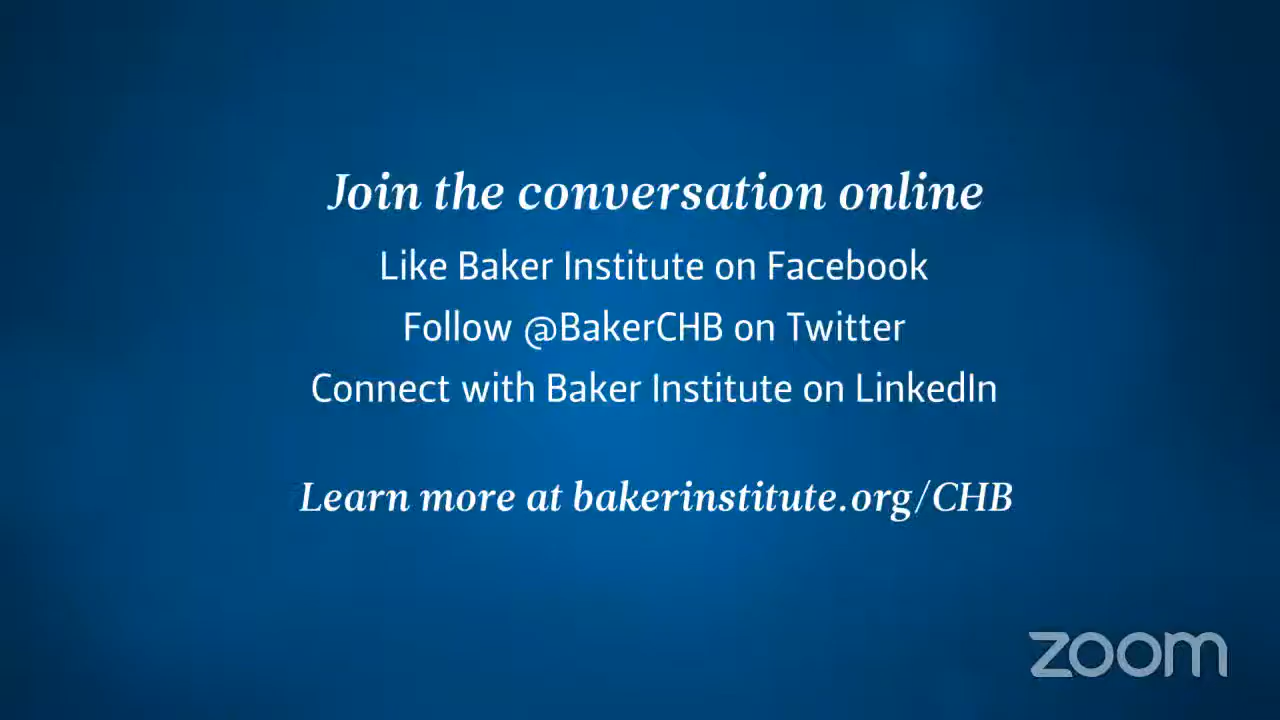 Join the conversation online
Like Baker Institute on Facebook
Follow @BakerCHB on Twitter
Connect with Baker Institute on LinkedIn
Learn more at bakerinstitute.org/CHB
zoom